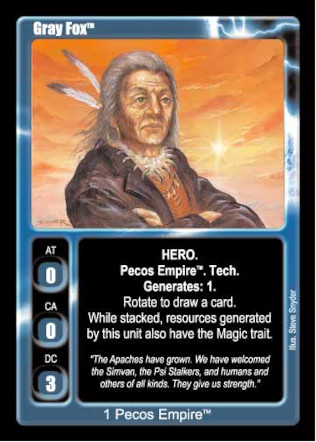 Gray Fox™
AT
0
CA
0
DC
3
HERO.
Pecos Empire™. Tech.
Generates: 1.
Rotate to draw a card.
While stacked, resources generated
by this unit also have the Magic trait.
"The Apaches have grown. We have welcomed
the Simvan, the Psi Stalkers, and humans and
others of all kinds. They give us strength."
Illus. Steve Snyder
1 Pecos Empire™